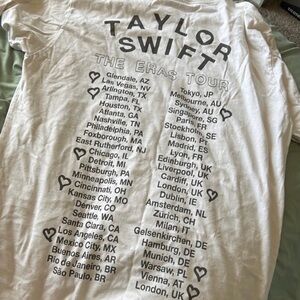 TAYLOR
SWIFT
THE ERAS TOUR
Glendale, AZ
Las Vegas, NV
Arlington, TX
Tampa, FL
Houston, TX
Atlanta, GA
Nashville, TN
Philadelphia, PA
Foxborough, MA
East Rutherford, NJ
Chicago, IL
Detroit, MI
Pittsburgh, PA
Minneapolis, MN
Cincinnati, OH
Kansas City, MO
Denver, CO
Seattle, WA
Santa Clara, CA
Los Angeles, CA
Mexico City, MX
Buenos Aires, AR
Rio de Janeiro, BR
São Paulo, BR
Tokyo, JP
Melbourne, AU
Sydney, AU
Singapore, SG
Paris, FR
Stockholm, SE
Lisbon, PT
Madrid, ES
Lyon, FR
Edinburgh, UK
Liverpool, UK
Cardiff, UK
London, UK
Dublin, IE
Amsterdam, NL
Zürich, CH
Milan, IT
Gelsenkirchen, DE
Hamburg, DE
Munich, DE
Warsaw, PL
Vienna, AT
London, UK